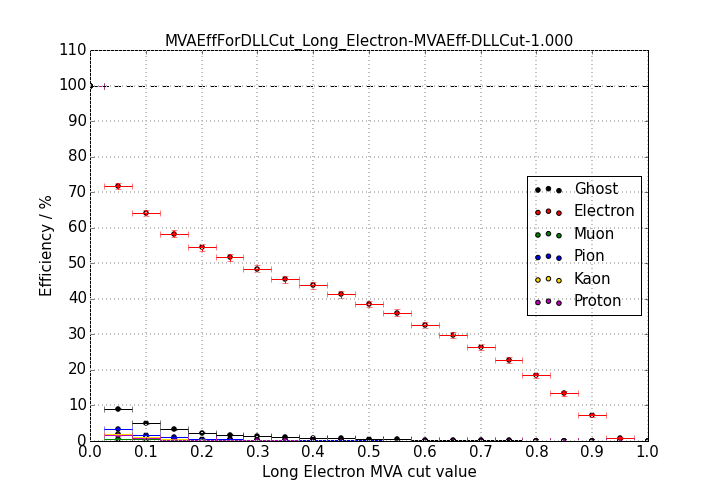 MVAEffForDLLCut_Long_Electron-MVAEff-DLLCut-1.000
110
100
90
80
70
60
50
40
30
20
10
0
Efficiency / %
Ghost
Electron
Muon
Pion
Kaon
Proton
0.0 0.1 0.2 0.3 0.4 0.5 0.6 0.7 0.8 0.9 1.0
Long Electron MVA cut value